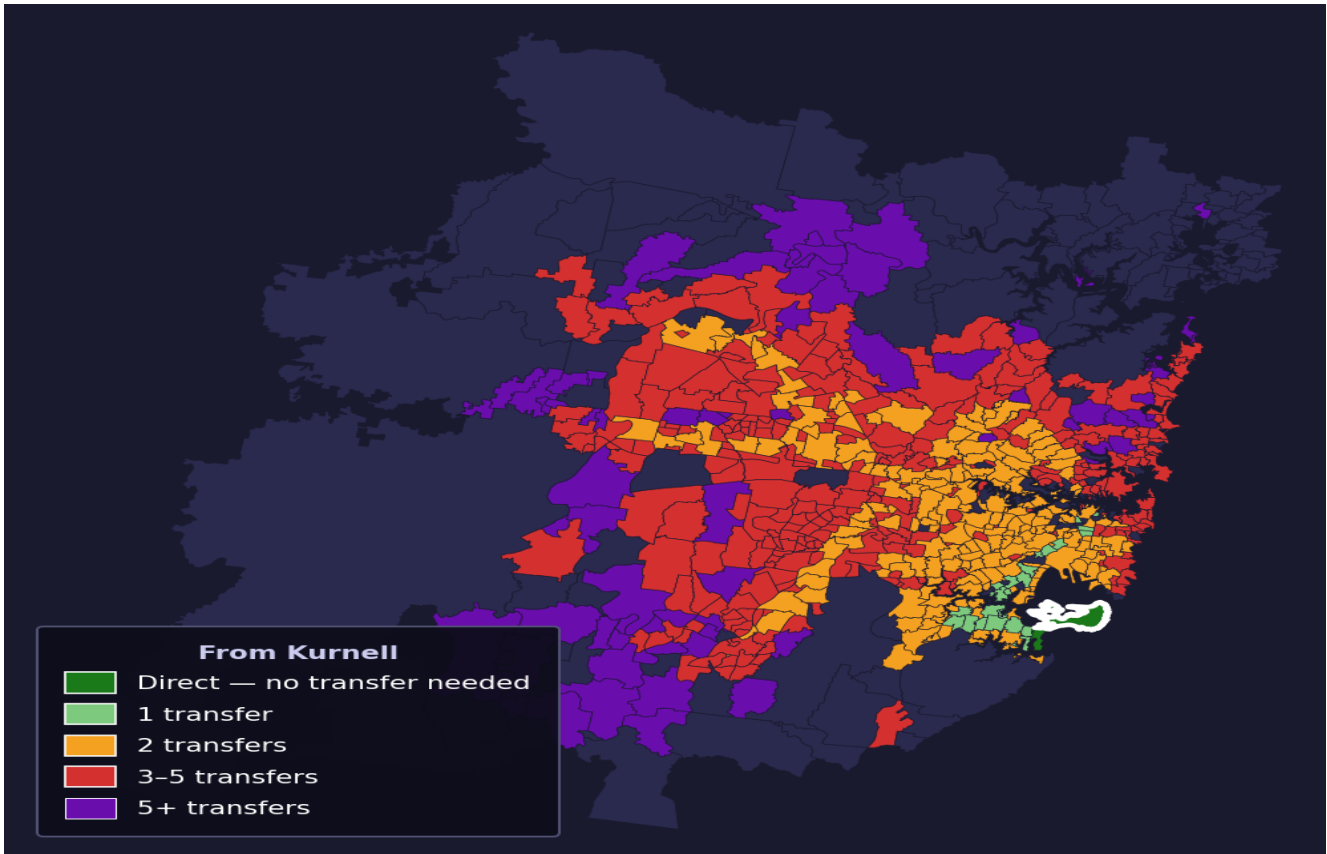 From Kurnell
Direct — no transfer needed
1 transfer
2 transfers
3–5 transfers
5+ transfers